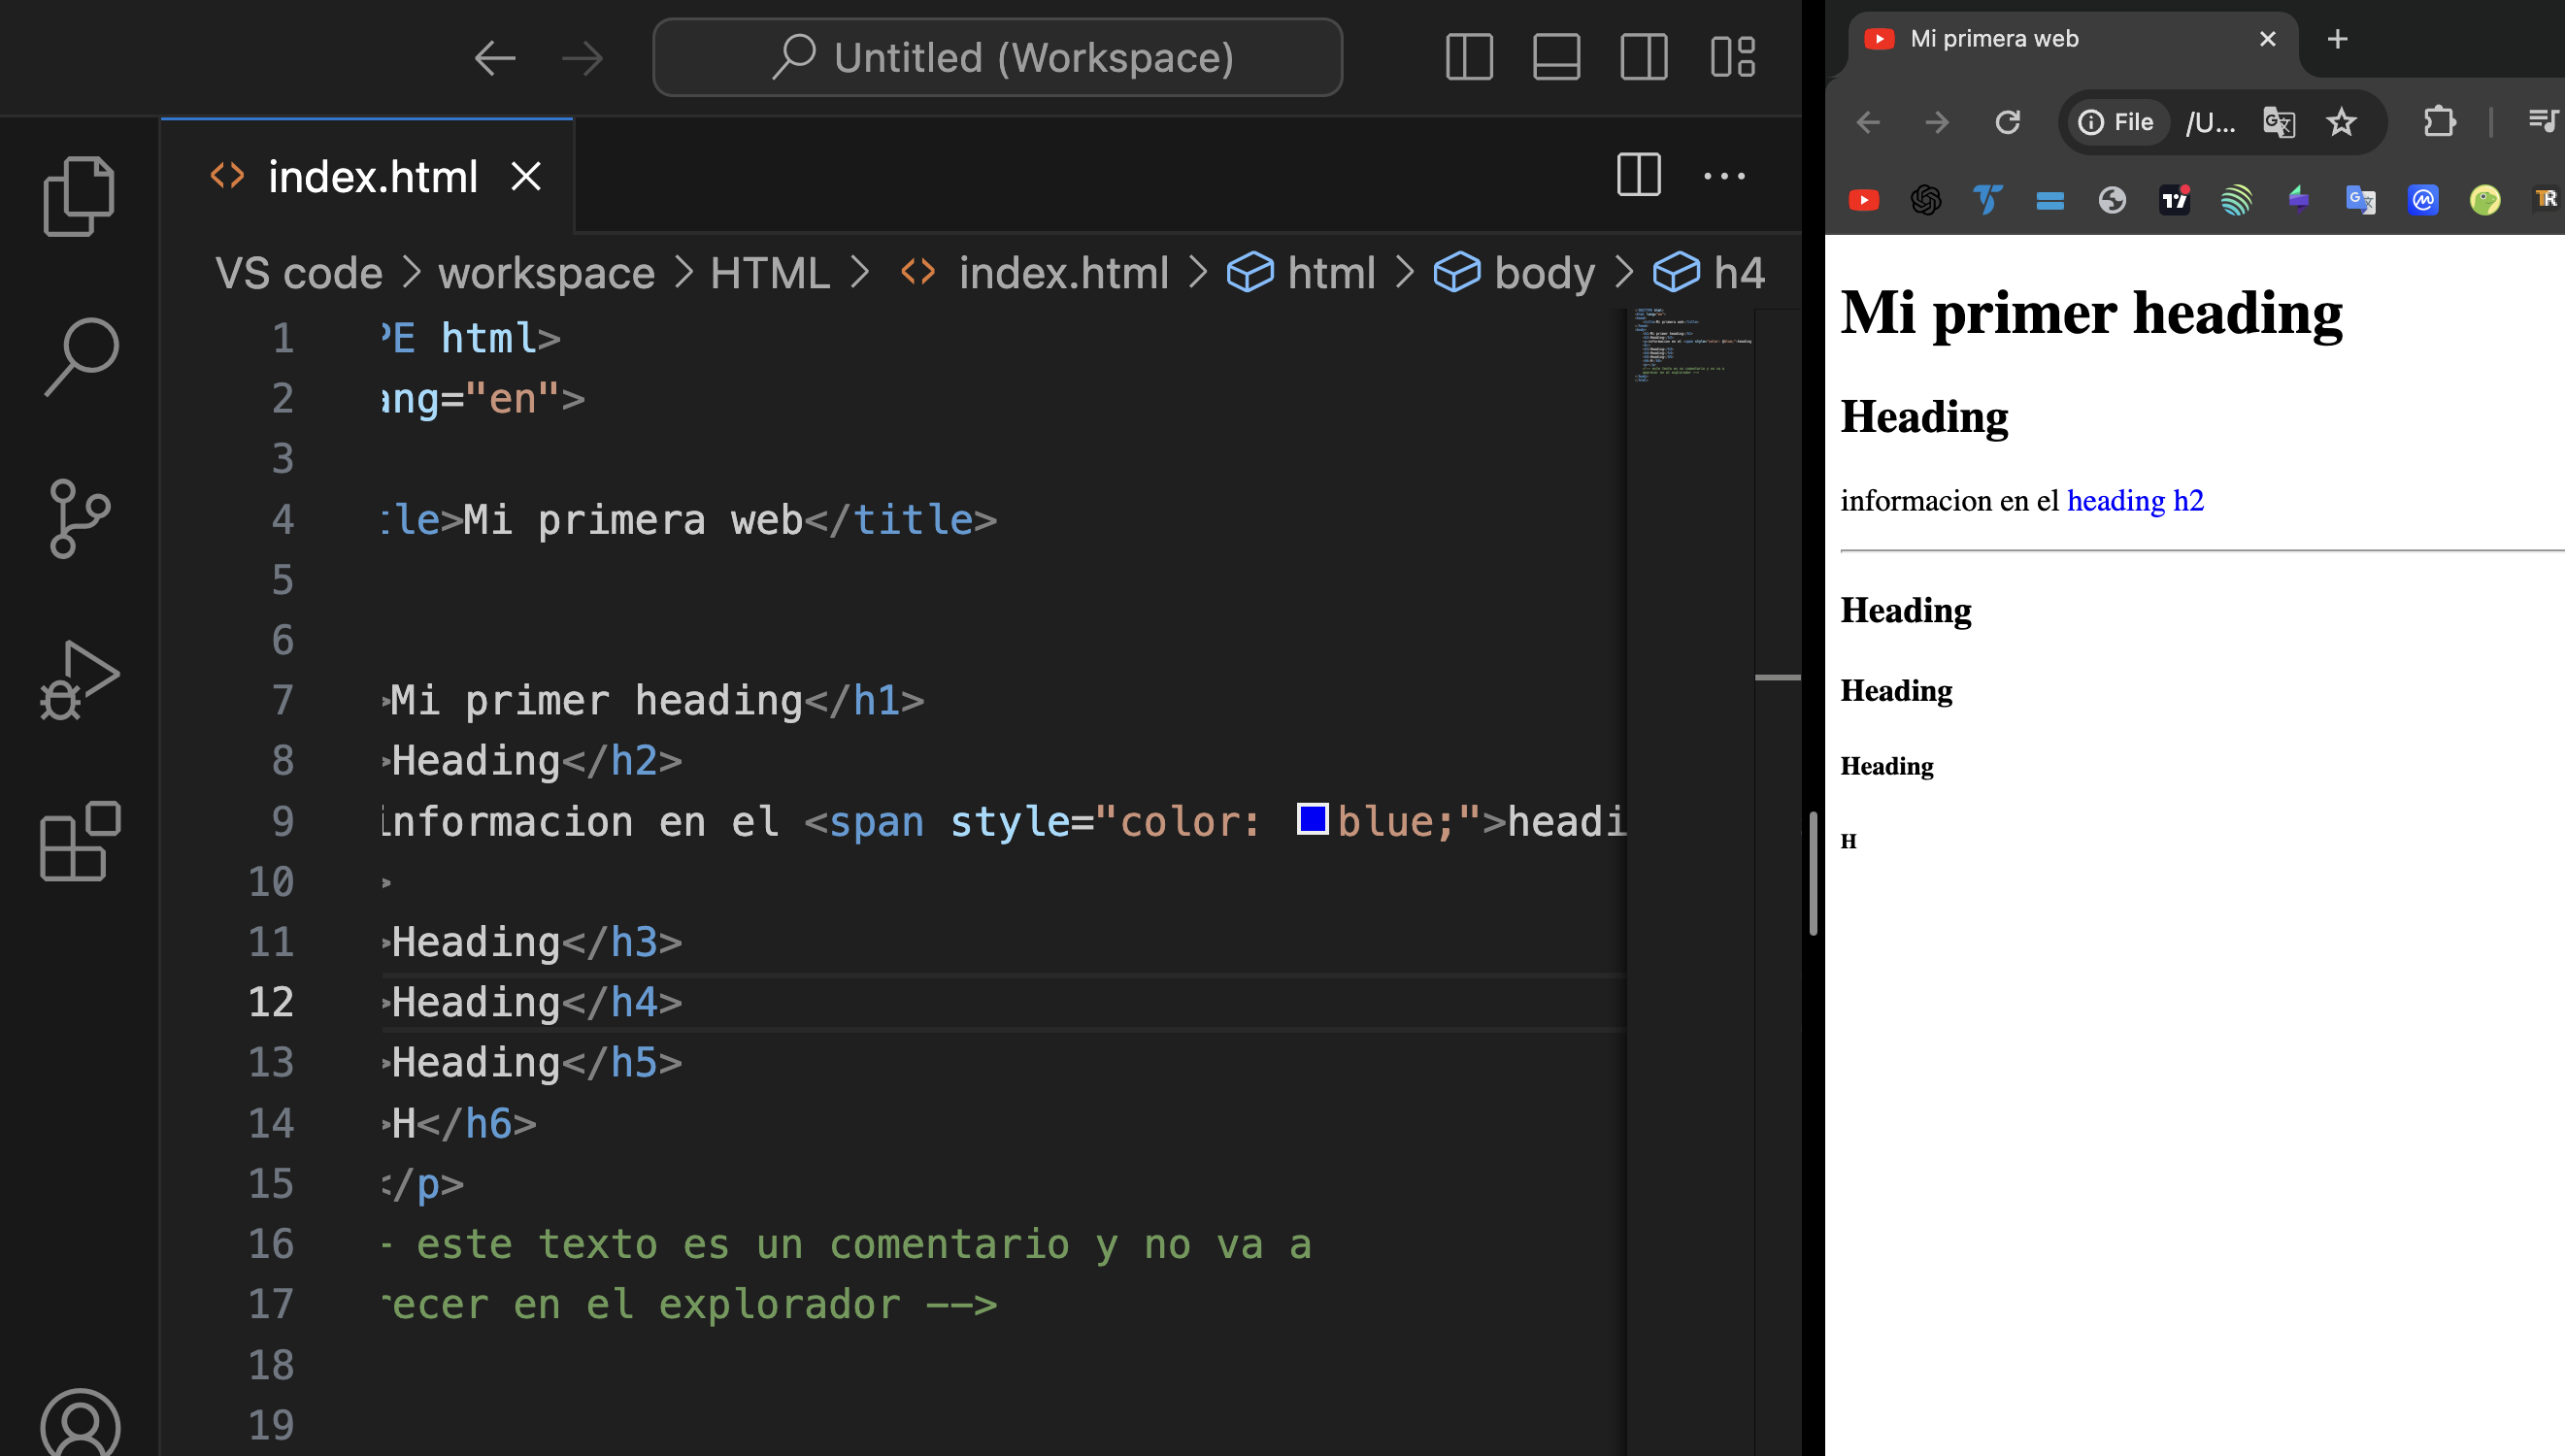 Untitled (Workspace)
index.html
VS code > workspace > HTML > index.html > html > body > h4
1 PE html>
2 ang="en">
3
4 tle>Mi primera web</title>
5
6
7 >Mi primer heading</h1>
8 >Heading</h2>
9 informacion en el <span style="color: blue;">headi
10 >
11 >Heading</h3>
12 >Heading</h4>
13 >Heading</h5>
14 >H</h6>
15 </p>
16 - este texto es un comentario y no va a
17 recer en el explorador -->
18
19
Mi primera web
File /U...
Mi primer heading
Heading
informacion en el heading h2
Heading
Heading
Heading
H